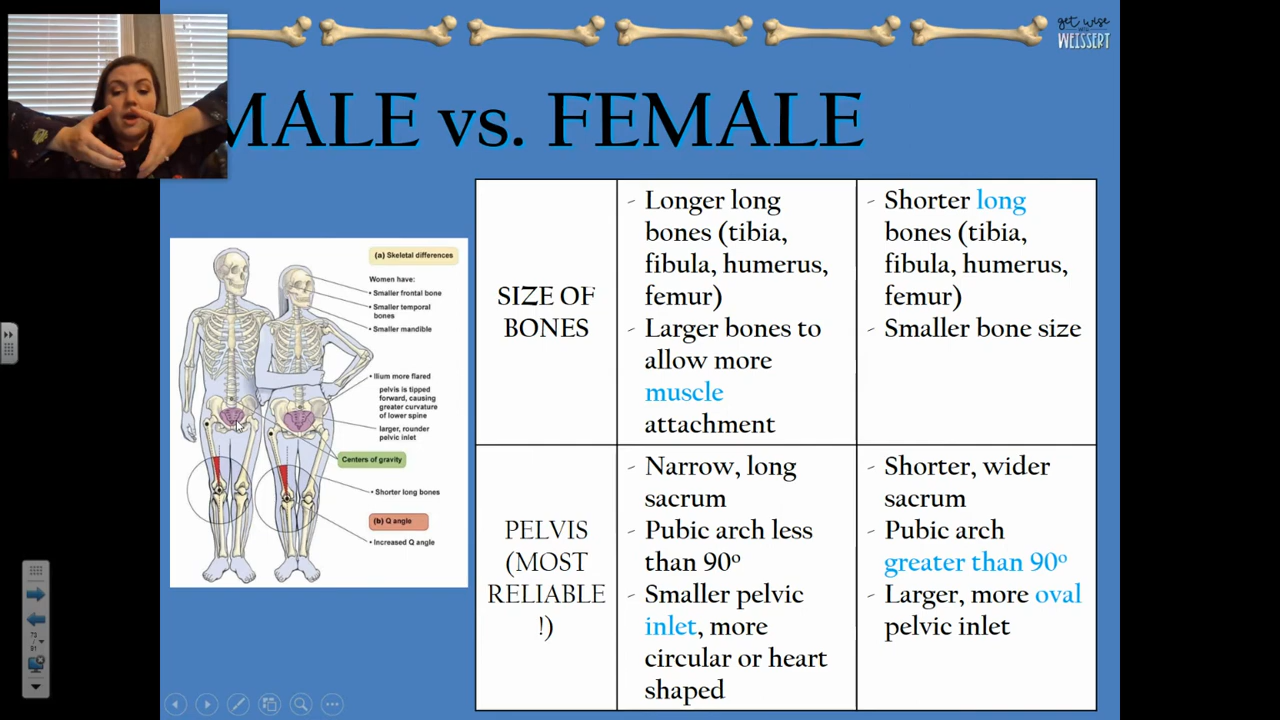 get wise
with
WEISSERT
MALE vs. FEMALE
(a) Skeletal differences
Women have:
• Smaller frontal bone
• Smaller temporal
bones
• Smaller mandible
• Ilium more flared
pelvis is tipped
forward, causing
greater curvature
of lower spine
larger, rounder
pelvic inlet
Centers of gravity
• Shorter long bones
(b) Q angle
• Increased Q angle
SIZE OF
BONES
- Longer long
bones (tibia,
fibula, humerus,
femur)
- Larger bones to
allow more
muscle
attachment
- Shorter long
bones (tibia,
fibula, humerus,
femur)
- Smaller bone size
PELVIS
(MOST
RELIABLE
!)
- Narrow, long
sacrum
- Pubic arch less
than 90º
- Smaller pelvic
inlet, more
circular or heart
shaped
- Shorter, wider
sacrum
- Pubic arch
greater than 90º
- Larger, more oval
pelvic inlet